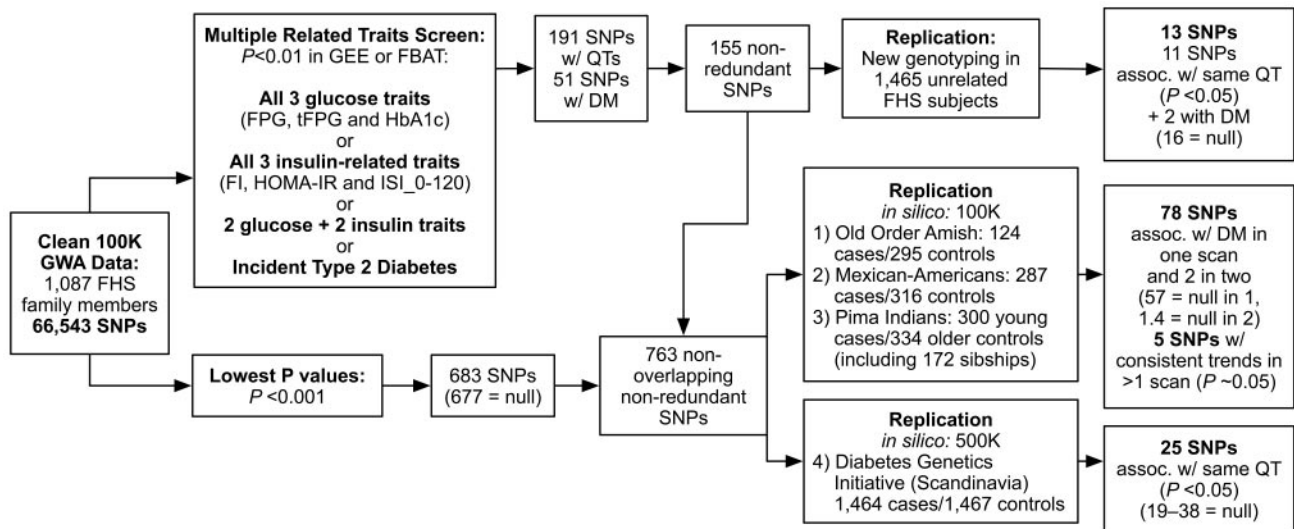 Clean 100K
GWA Data:
1,087 FHS
family members
66,543 SNPs
Multiple Related Traits Screen:
P<0.01 in GEE or FBAT:
All 3 glucose traits
(FPG, tFPG and HbA1c)
or
All 3 insulin-related traits
(FI, HOMA-IR and ISI_0-120)
or
2 glucose + 2 insulin traits
or
Incident Type 2 Diabetes
191 SNPs
w/ QTs
51 SNPs
w/ DM
155 non-
redundant
SNPs
Replication:
New genotyping in
1,465 unrelated
FHS subjects
13 SNPs
11 SNPs
assoc. w/ same QT
(P <0.05)
+ 2 with DM
(16 = null)
Lowest P values:
P <0.001
683 SNPs
(677 = null)
763 non-
overlapping
non-redundant
SNPs
Replication
in silico: 100K
1) Old Order Amish: 124
cases/295 controls
2) Mexican-Americans: 287
cases/316 controls
3) Pima Indians: 300 young
cases/334 older controls
(including 172 sibships)
78 SNPs
assoc. w/ DM in
one scan
and 2 in two
(57 = null in 1,
1.4 = null in 2)
5 SNPs w/
consistent trends in
>1 scan (P ~0.05)
Replication
in silico: 500K
4) Diabetes Genetics
Initiative (Scandinavia)
1,464 cases/1,467 controls
25 SNPs
assoc. w/ same QT
(P <0.05)
(19–38 = null)